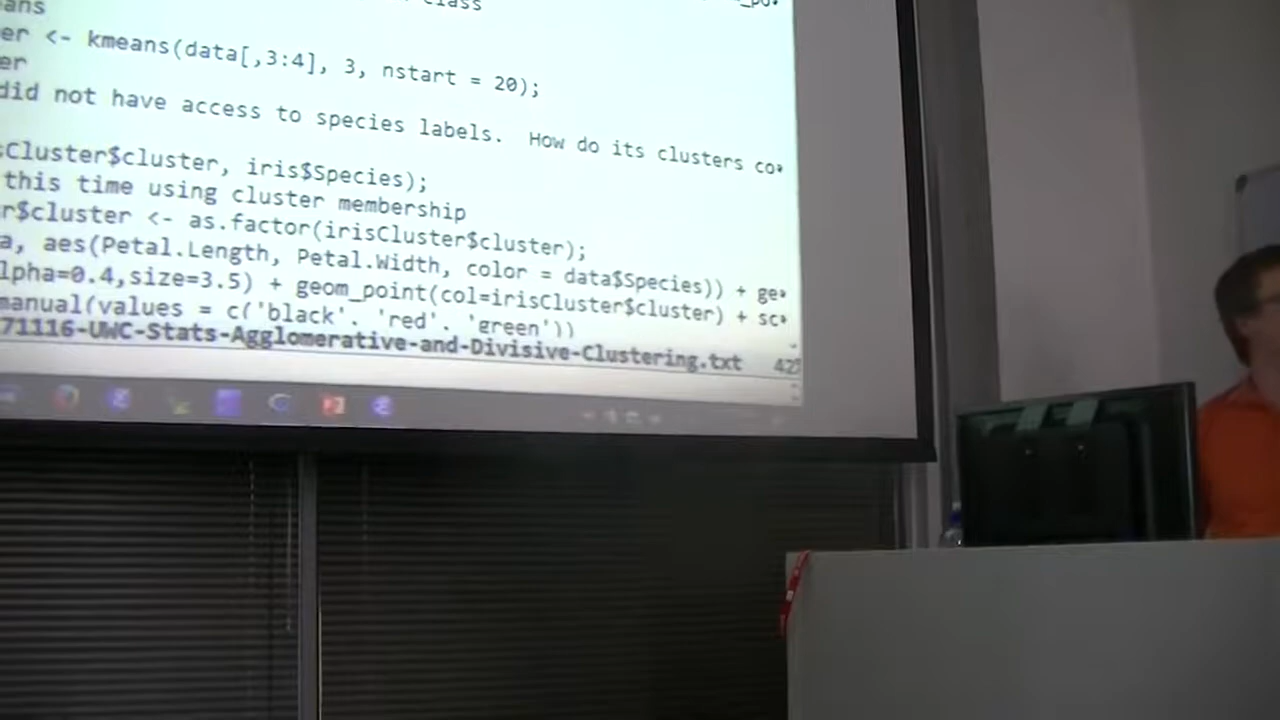 class
ans
er <- kmeans(data[,3:4], 3, nstart = 20);
er
did not have access to species labels.  How do its clusters co
sCluster$cluster, iris$Species);
this time using cluster membership
r$cluster <- as.factor(irisCluster$cluster);
a, aes(Petal.Length, Petal.Width, color = data$Species)) + ge
lpha=0.4,size=3.5) + geom_point(col=irisCluster$cluster) + sc
manual(values = c('black', 'red', 'green'))
71116-UWC-Stats-Agglomerative-and-Divisive-Clustering.txt